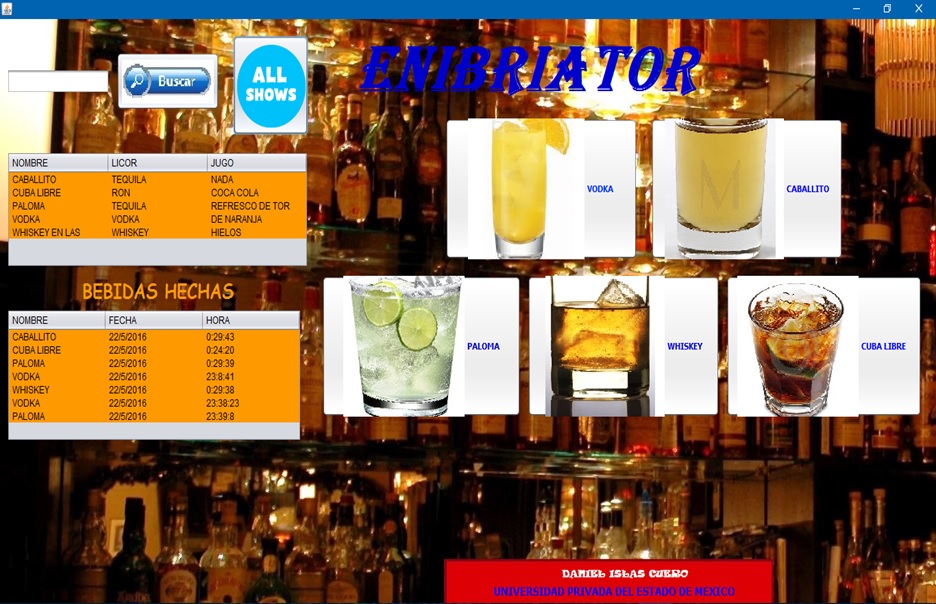 ENIBRIATOR
Buscar
ALL
SHOWS
NOMBRE LICOR JUGO
CABALLITO TEQUILA NADA
CUBA LIBRE RON COCA COLA
PALOMA TEQUILA REFRESCO DE TOR
VODKA VODKA DE NARANJA
WHISKEY EN LAS WHISKEY HIELOS
VODKA
M
CABALLITO
BEBIDAS HECHAS
NOMBRE FECHA HORA
CABALLITO 22/5/2016 0:29:43
CUBA LIBRE 22/5/2016 0:24:20
PALOMA 22/5/2016 0:29:39
VODKA 22/5/2016 23:8:41
WHISKEY 22/5/2016 0:29:38
VODKA 22/5/2016 23:38:23
PALOMA 22/5/2016 23:39:8
PALOMA
WHISKEY
CUBA LIBRE
DANIEL ISLAS CUERO
UNIVERSIDAD PRIVADA DEL ESTADO DE MEXICO